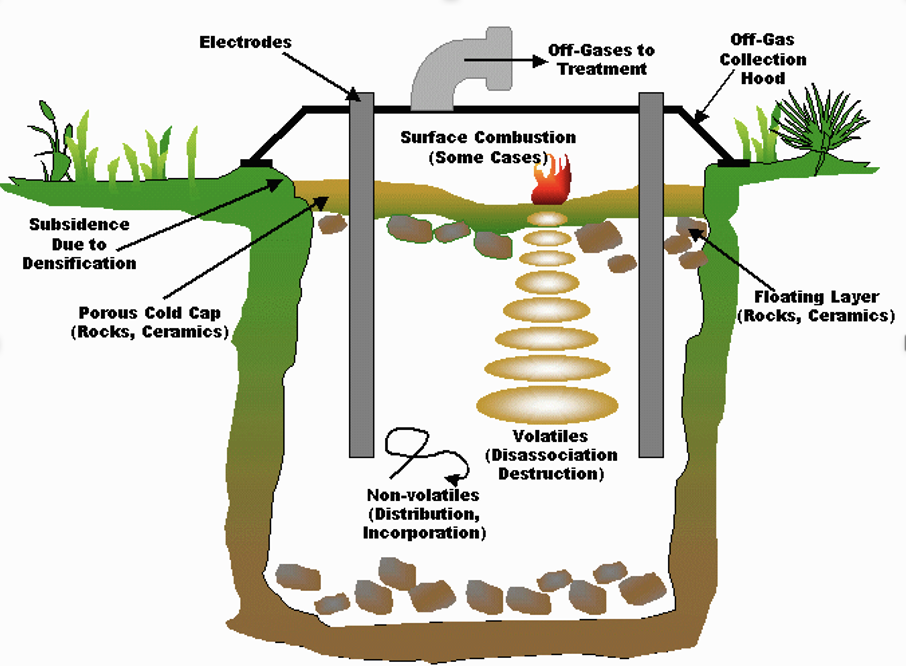 Electrodes
Off-Gases to
Treatment
Off-Gas
Collection
Hood
Surface Combustion
(Some Cases)
Subsidence
Due to
Densification
Porous Cold Cap
(Rocks, Ceramics)
Floating Layer
(Rocks, Ceramics)
Volatiles
(Disassociation
Destruction)
Non-volatiles
(Distribution,
Incorporation)